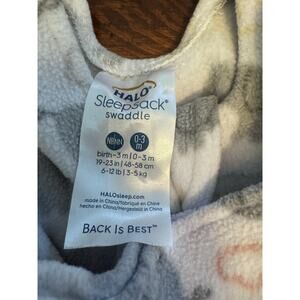 HALO
SleepSack®
swaddle
NB/NN
0-3
m
birth–3 m | 0–3 m
19-23 in | 48-58 cm
6-12 lb | 3-5 kg
HALOsleep.com
made in China/fabriqué en Chine
hecho en China/Hergestellt in China
BACK IS BEST™